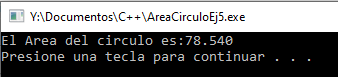 Y:\Documentos\C++\AreaCirculoEj5.exe
El Area del circulo es:78.540
Presione una tecla para continuar . . .